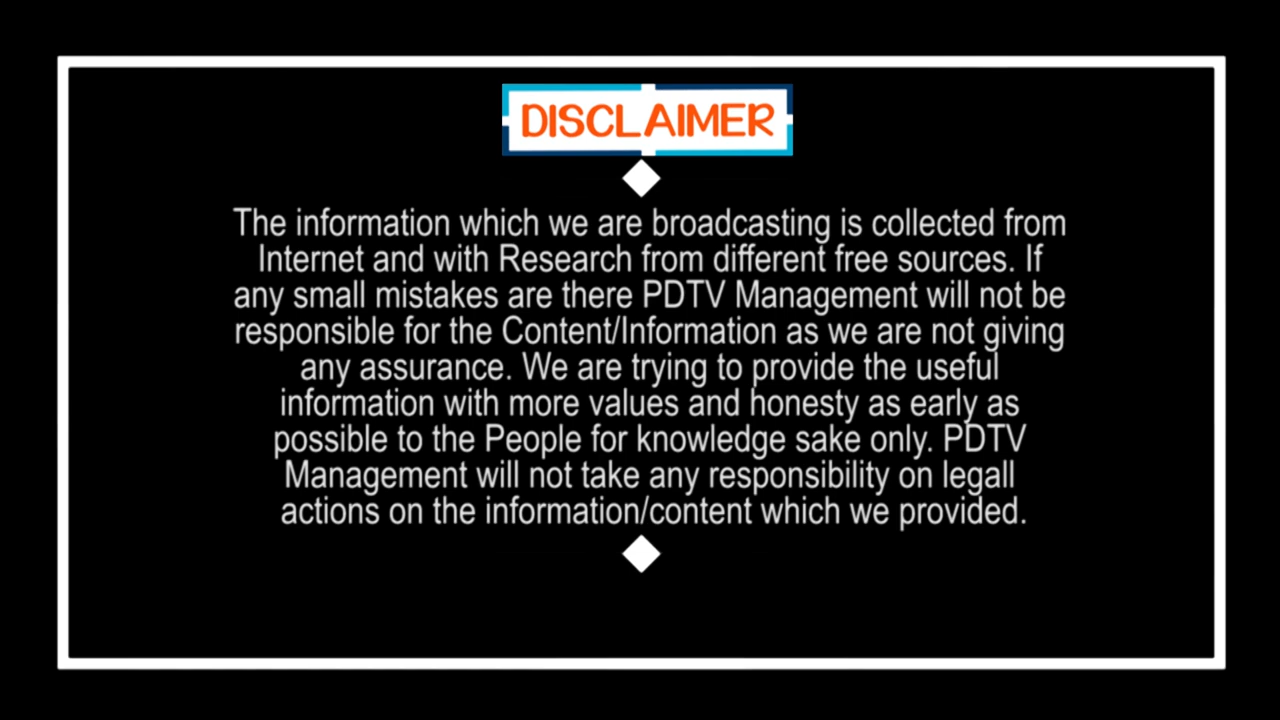 DISCLAIMER
The information which we are broadcasting is collected from
Internet and with Research from different free sources. If
any small mistakes are there PDTV Management will not be
responsible for the Content/Information as we are not giving
any assurance. We are trying to provide the useful
information with more values and honesty as early as
possible to the People for knowledge sake only. PDTV
Management will not take any responsibility on legall
actions on the information/content which we provided.